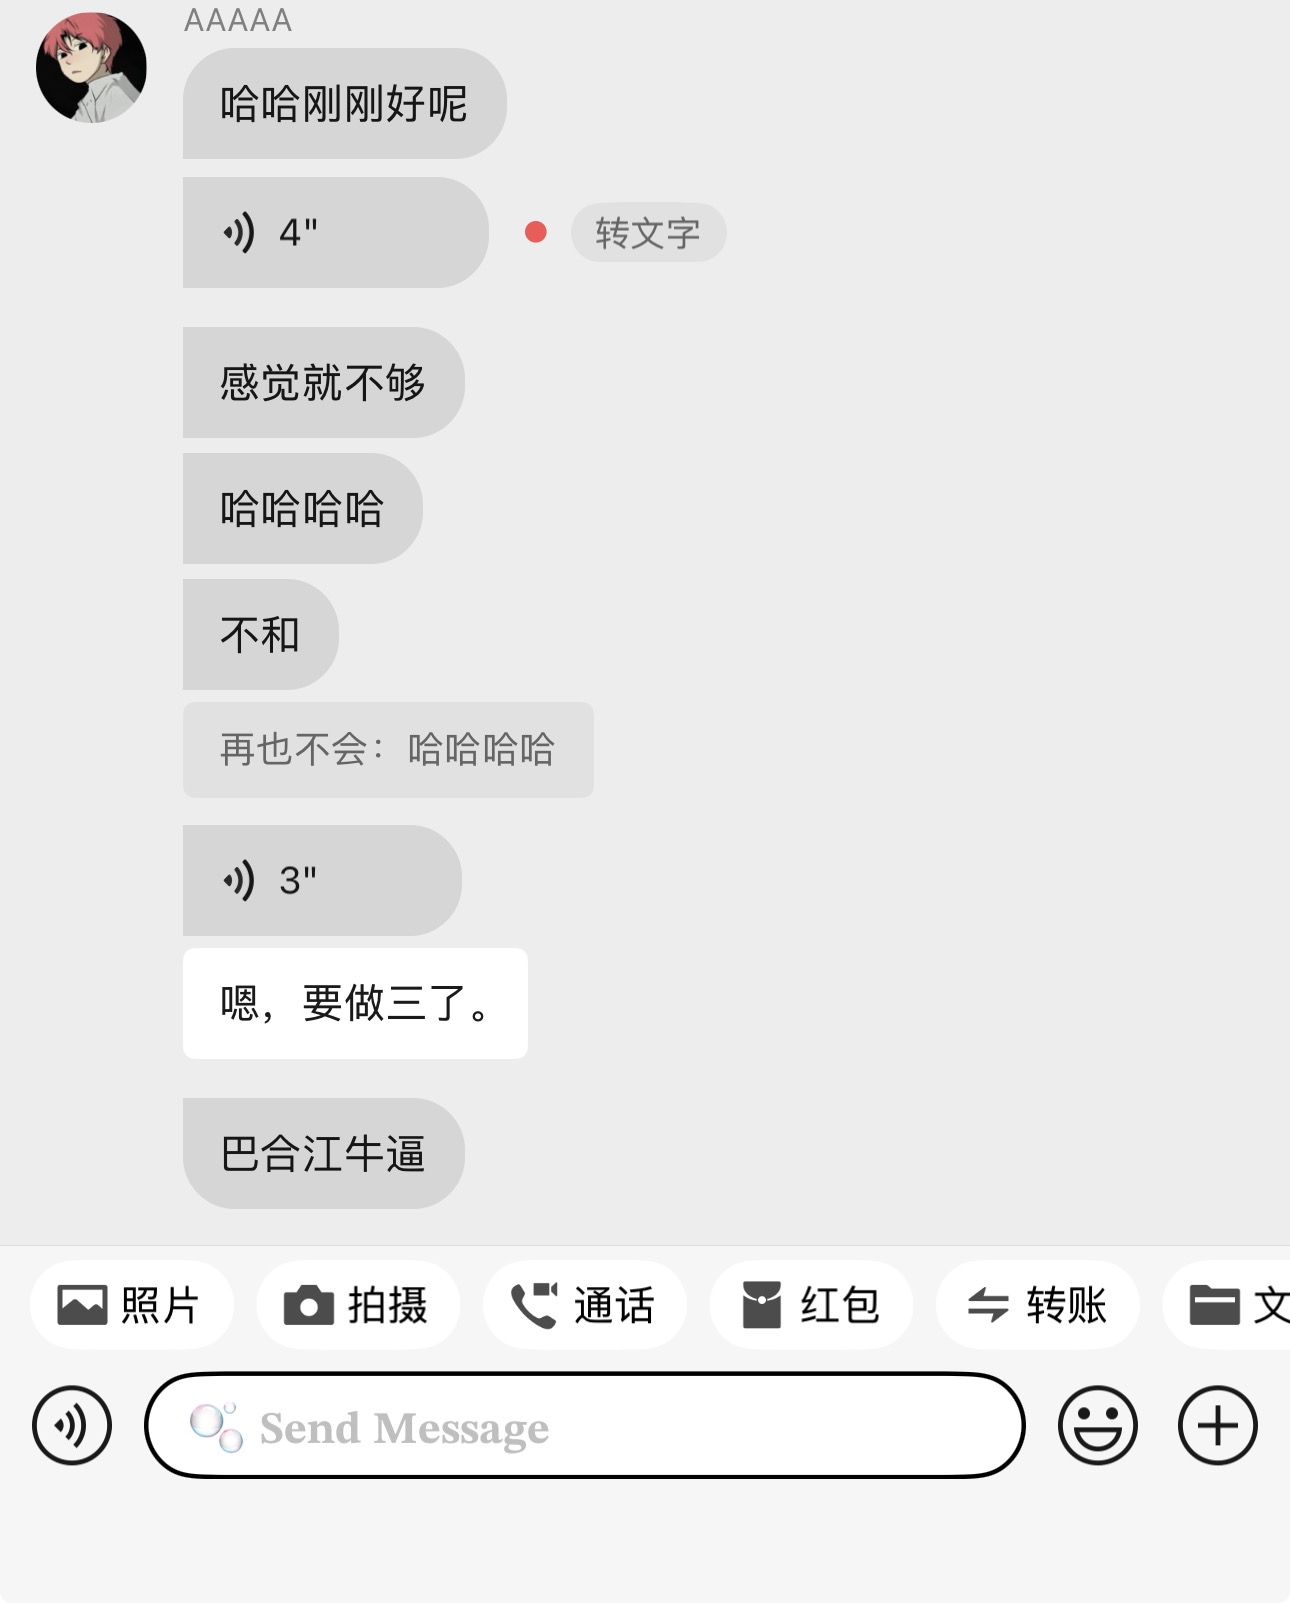 AAAAA
哈哈刚刚好呢
4"
转文字
感觉就不够
哈哈哈哈
不和
再也不会：哈哈哈哈
3"
嗯，要做三了。
巴合江牛逼
照片
拍摄
通话
红包
转账
文
Send Message